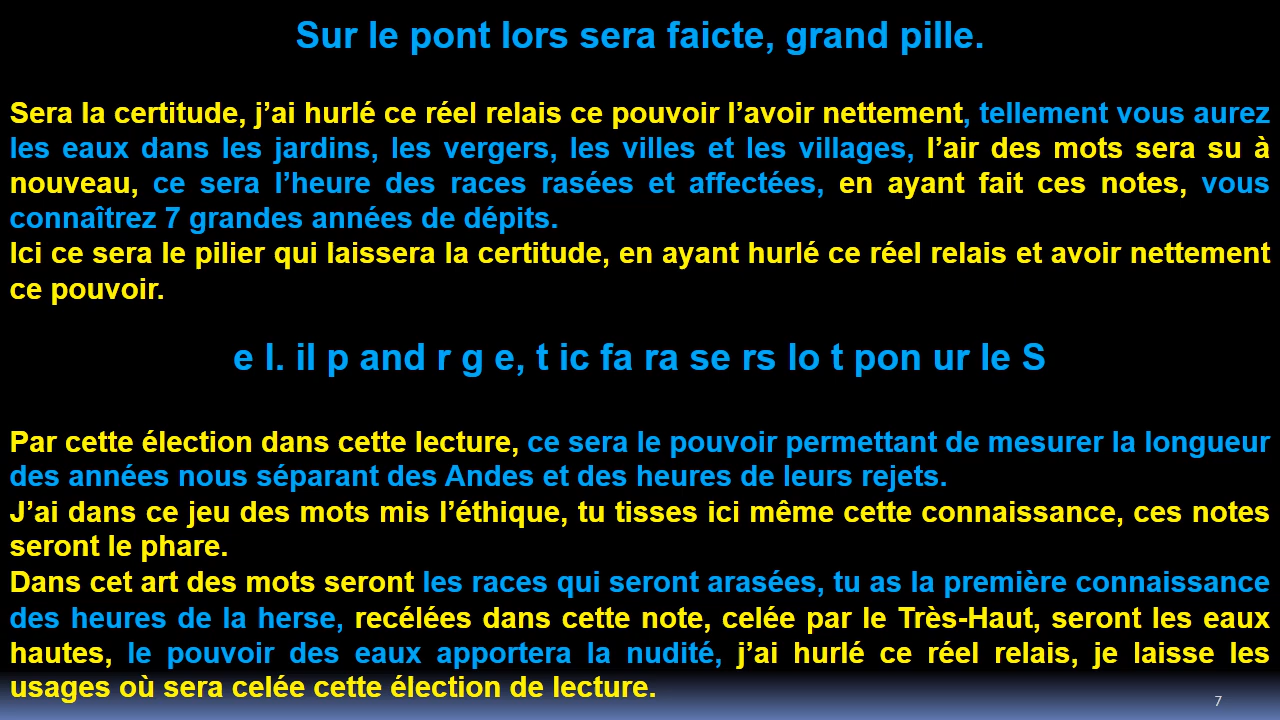 Sur le pont lors sera faicte, grand pille.
Sera la certitude, j’ai hurlé ce réel relais ce pouvoir l’avoir nettement, tellement vous aurez
les eaux dans les jardins, les vergers, les villes et les villages, l’air des mots sera su à
nouveau, ce sera l’heure des races rasées et affectées, en ayant fait ces notes, vous
connaîtrez 7 grandes années de dépits.
Ici ce sera le pilier qui laissera la certitude, en ayant hurlé ce réel relais et avoir nettement
ce pouvoir.
e l. il p and r g e, t ic fa ra se rs lo t pon ur le S
Par cette élection dans cette lecture, ce sera le pouvoir permettant de mesurer la longueur
des années nous séparant des Andes et des heures de leurs rejets.
J’ai dans ce jeu des mots mis l’éthique, tu tisses ici même cette connaissance, ces notes
seront le phare.
Dans cet art des mots seront les races qui seront arasées, tu as la première connaissance
des heures de la herse, recélées dans cette note, celée par le Très-Haut, seront les eaux
hautes, le pouvoir des eaux apportera la nudité, j’ai hurlé ce réel relais, je laisse les
usages où sera celée cette élection de lecture.
7